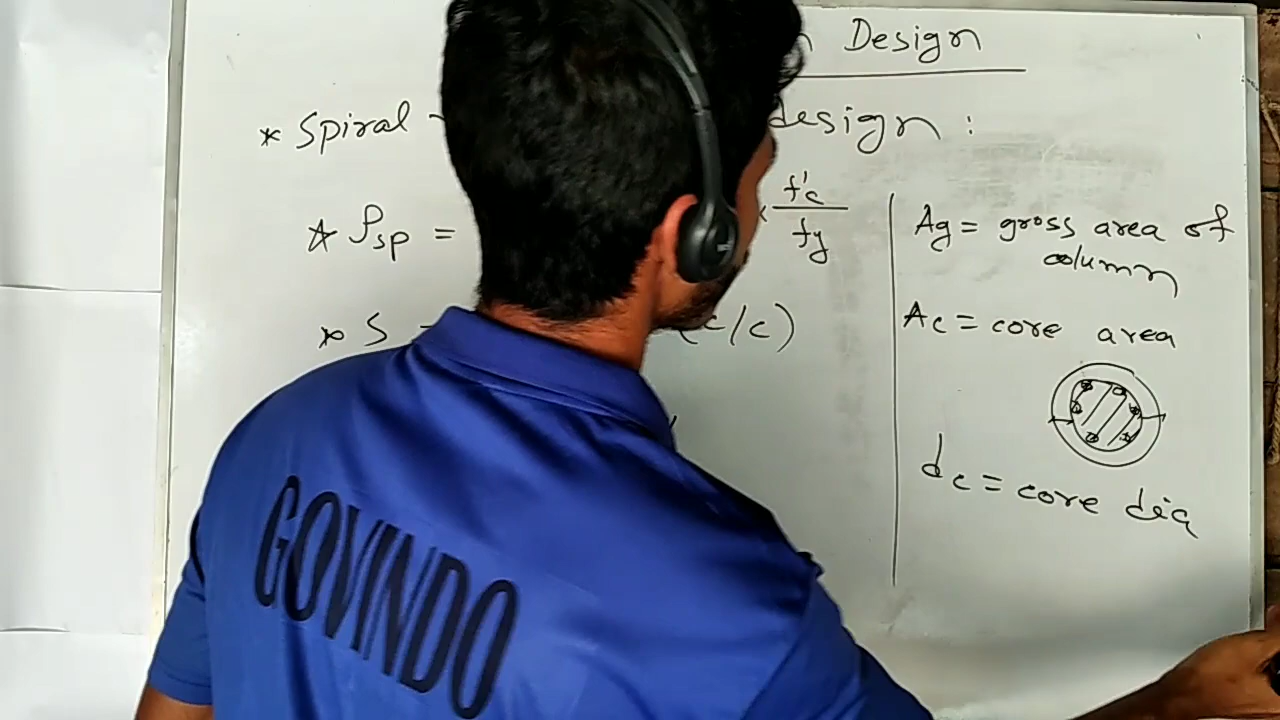 Design
* Spiral design :
* ρsp = × f'c / fy
* S (c/c)
Ag = gross area of
column
Ac = core area
dc = core dia
GOVINDO